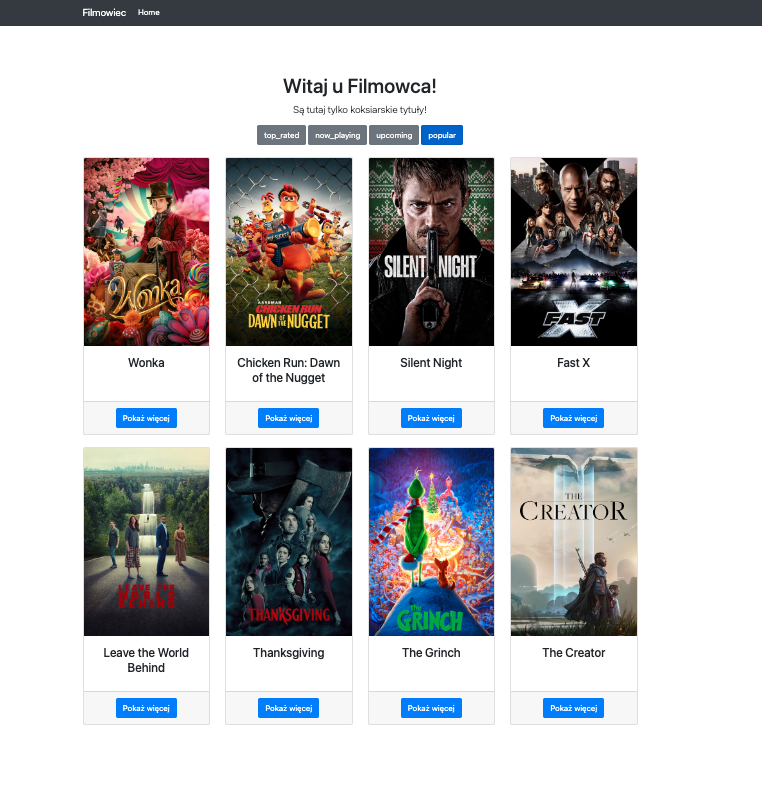 Filmowiec Home
Witaj u Filmowca!
Są tutaj tylko koksiarskie tytuły!
top_rated now_playing upcoming popular
Wonka
AARDMAN
CHICKEN RUN
DAWN OF THE NUGGET
SILENT NIGHT
FAST X
Wonka
Chicken Run: Dawn
of the Nugget
Silent Night
Fast X
Pokaż więcej
Pokaż więcej
Pokaż więcej
Pokaż więcej
LEAVE THE
WORLD
BEHIND
THANKSGIVING
the
GRINCH
THE
CREATOR
Leave the World
Behind
Thanksgiving
The Grinch
The Creator
Pokaż więcej
Pokaż więcej
Pokaż więcej
Pokaż więcej